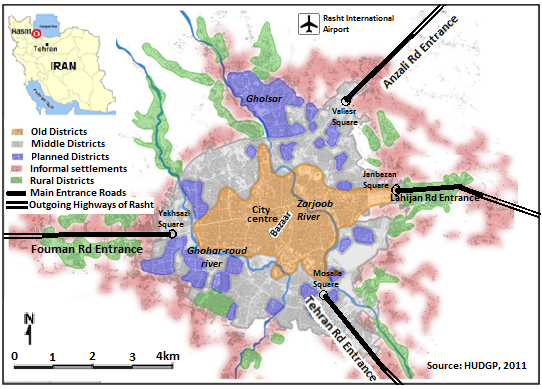 Rasht
Tehran
IRAN
Rasht International
Airport
Anzali Rd Entrance
Gholsar
Valiasr
Square
Old Districts
Middle Districts
Planned Districts
Informal settlements
Rural Districts
Main Entrance Roads
Outgoing Highways of Rasht
Janbazan
Square
Lahijan Rd Entrance
Yakhsazi
Square
City
centre
Zarjoob
River
Bazaar
Fouman Rd Entrance
Ghohar-roud
river
Mosalla
Square
Tehran Rd Entrance
N
0 1 2 3 4km
Source: HUDGP, 2011